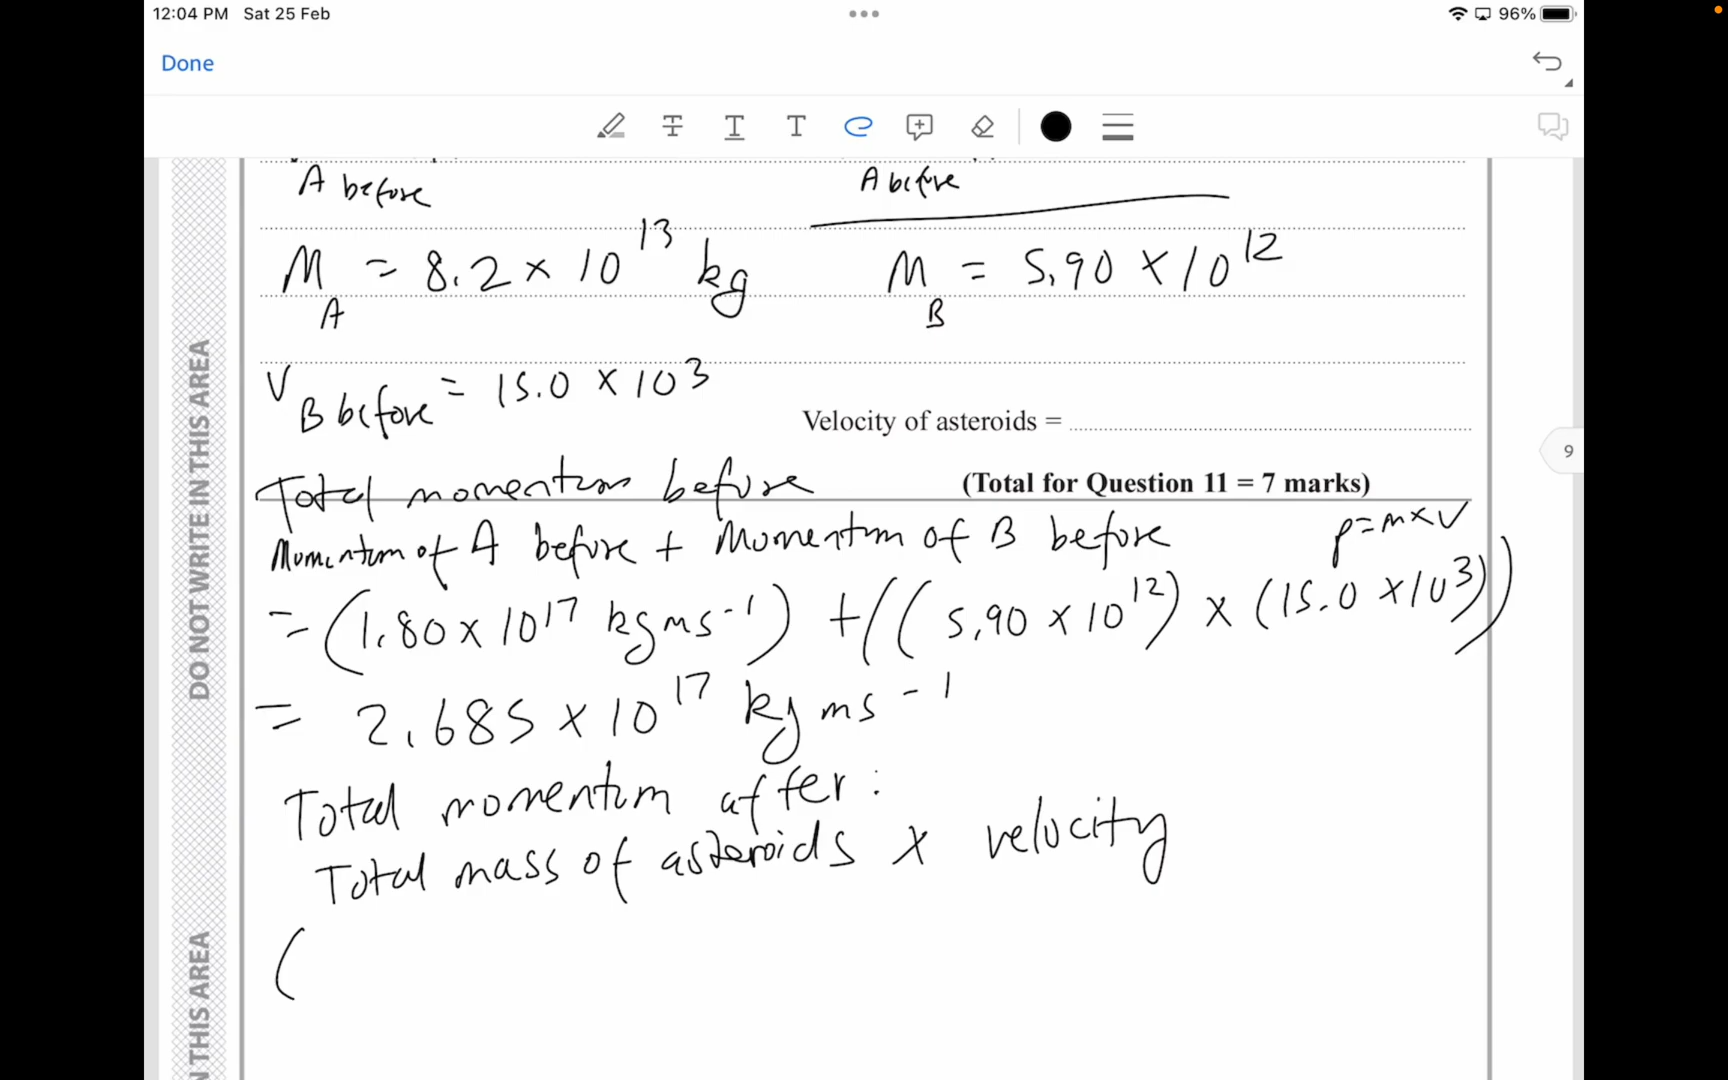 12:04 PM Sat 25 Feb
96%
Done
A before
A before
M_A = 8.2 × 10^13 kg
M_B = 5.90 × 10^12
V_B before = 15.0 × 10^3
Velocity of asteroids =
Total momentum before
(Total for Question 11 = 7 marks)
p = m × v
Momentum of A before + Momentum of B before
= (1.80 × 10^17 kgms^-1) + ((5.90 × 10^12) × (15.0 × 10^3))
= 2.685 × 10^17 kgms^-1
Total momentum after:
Total mass of asteroids × velocity
(
DO NOT WRITE IN THIS AREA
N THIS AREA
9